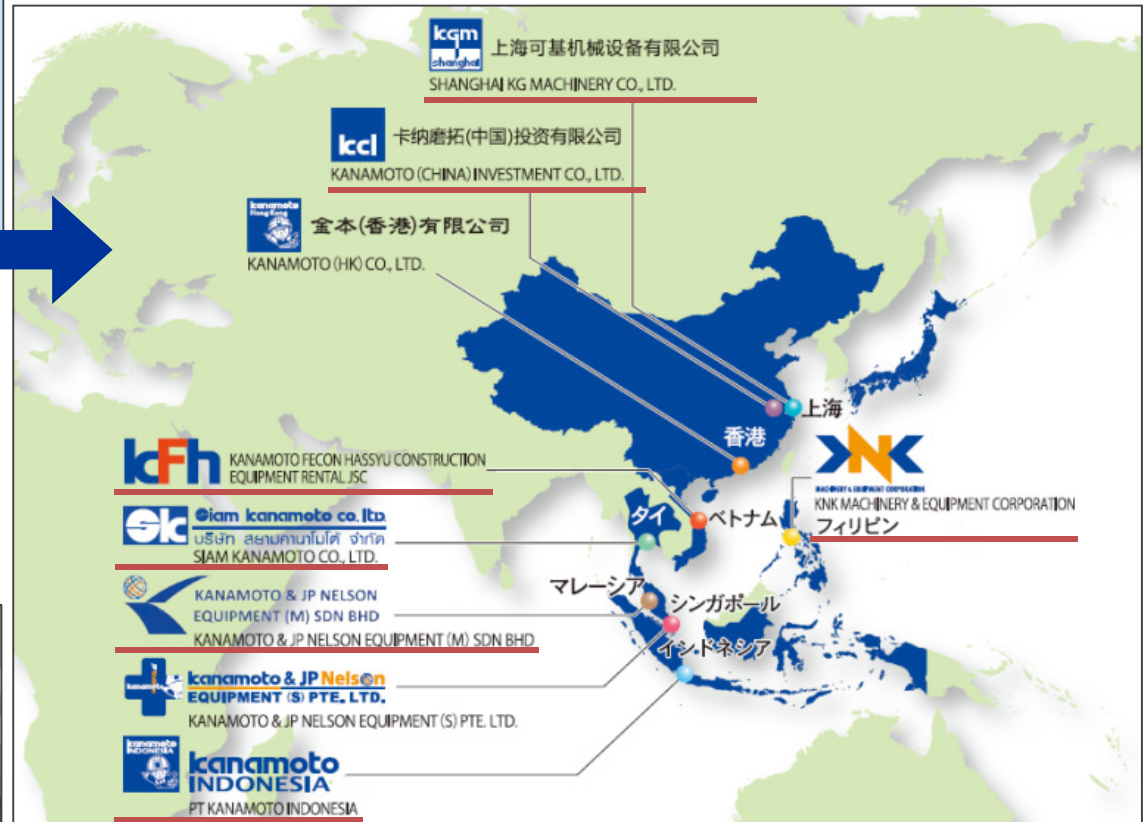 kgm
shanghai
上海可基机械设备有限公司
SHANGHAI KG MACHINERY CO., LTD.
kcl
卡纳磨拓(中国)投资有限公司
KANAMOTO (CHINA) INVESTMENT CO., LTD.
kanamoto
Hong Kong
金本(香港)有限公司
KANAMOTO (HK) CO., LTD.
上海
香港
kFh
KANAMOTO FECON HASSYU CONSTRUCTION
EQUIPMENT RENTAL JSC
KNK
MACHINERY & EQUIPMENT CORPORATION
KNK MACHINERY & EQUIPMENT CORPORATION
フィリピン
タイ
ベトナム
Sk
Siam kanamoto co.,ltd.
บริษัท สยามคานาโมโต้ จำกัด
SIAM KANAMOTO CO., LTD.
マレーシア
シンガポール
インドネシア
KANAMOTO & JP NELSON
EQUIPMENT (M) SDN BHD
KANAMOTO & JP NELSON EQUIPMENT (M) SDN BHD
kanamoto
kanamoto & JP Nelson
EQUIPMENT (S) PTE. LTD.
KANAMOTO & JP NELSON EQUIPMENT (S) PTE. LTD.
kanamoto
INDONESIA
kanamoto
INDONESIA
PT KANAMOTO INDONESIA